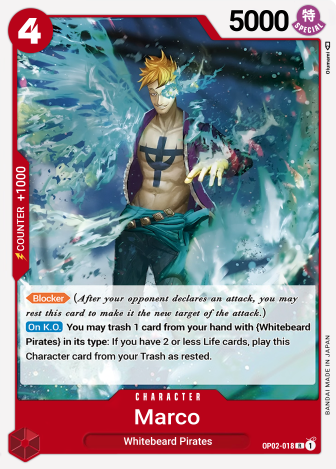 4
5000
特
SPECIAL
Otumami
COUNTER +1000
Blocker (After your opponent declares an attack, you may
rest this card to make it the new target of the attack.)
On K.O. You may trash 1 card from your hand with {Whitebeard
Pirates} in its type: If you have 2 or less Life cards, play this
Character card from your Trash as rested.
BANDAI MADE IN JAPAN
CHARACTER
Marco
Whitebeard Pirates
OP02-018 R 1